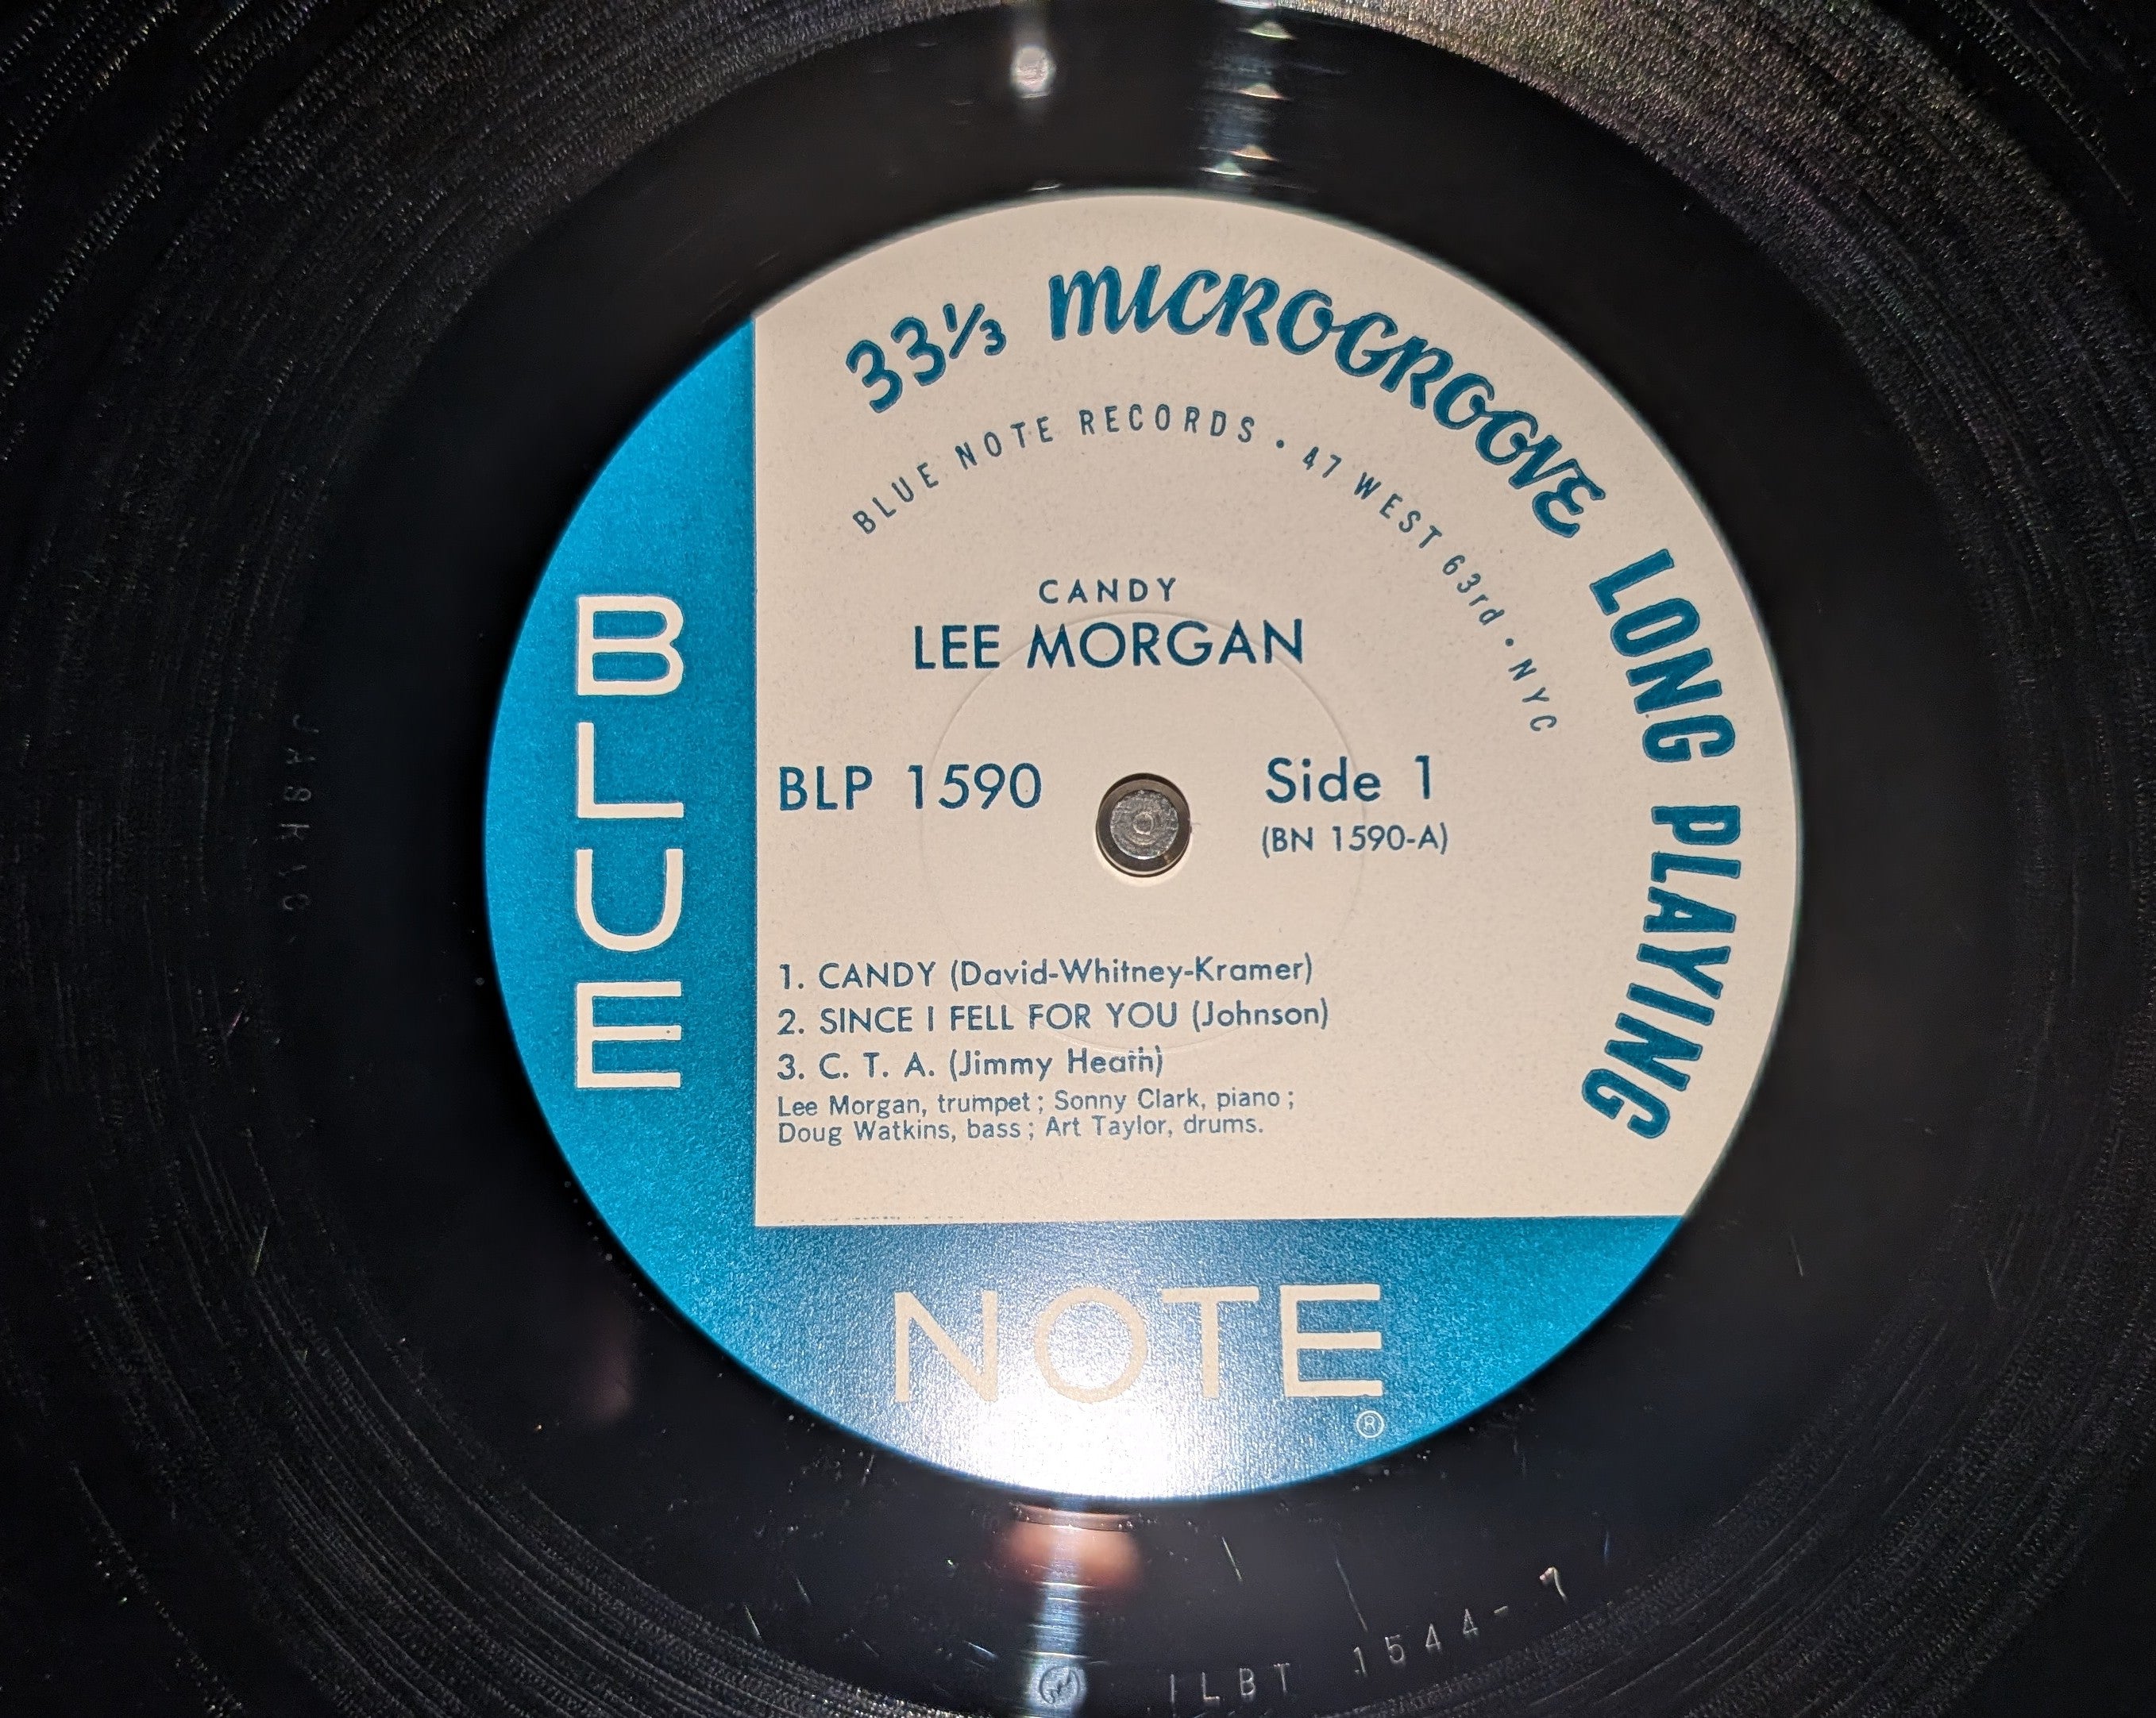 33⅓ MICROGROOVE LONG PLAYING
BLUE NOTE RECORDS • 47 WEST 63rd • NYC
CANDY
LEE MORGAN
BLP 1590
Side 1
(BN 1590-A)
1. CANDY (David-Whitney-Kramer)
2. SINCE I FELL FOR YOU (Johnson)
3. C. T. A. (Jimmy Heath)
Lee Morgan, trumpet; Sonny Clark, piano;
Doug Watkins, bass; Art Taylor, drums.
BLUE
NOTE
®
JASRAC
1544-7